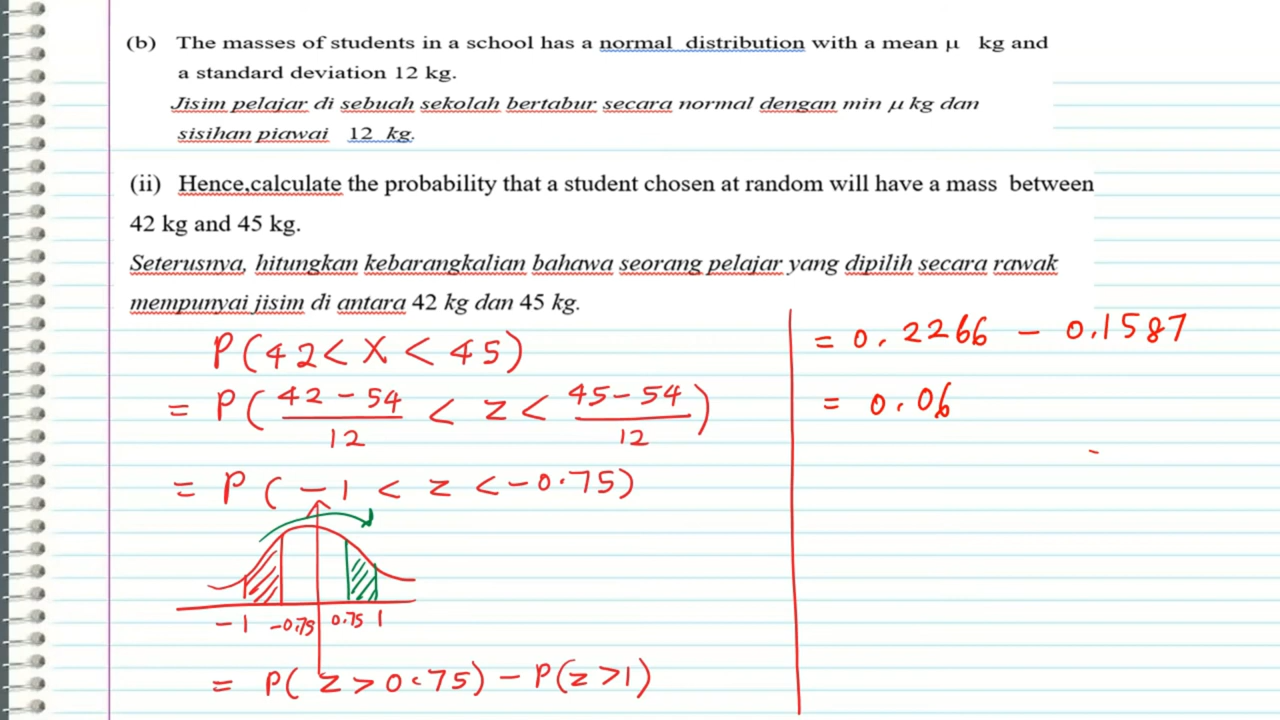 (b) The masses of students in a school has a normal distribution with a mean μ kg and
a standard deviation 12 kg.
Jisim pelajar di sebuah sekolah bertabur secara normal dengan min μ kg dan
sisihan piawai 12 kg.
(ii) Hence,calculate the probability that a student chosen at random will have a mass between
42 kg and 45 kg.
Seterusnya, hitungkan kebarangkalian bahawa seorang pelajar yang dipilih secara rawak
mempunyai jisim di antara 42 kg dan 45 kg.
P(42 < X < 45)
= P( (42 - 54)/12 < z < (45 - 54)/12 )
= P( -1 < z < -0.75)
-1 -0.75 0.75 1
= P( z > 0.75) - P(z > 1)
= 0.2266 - 0.1587
= 0.06